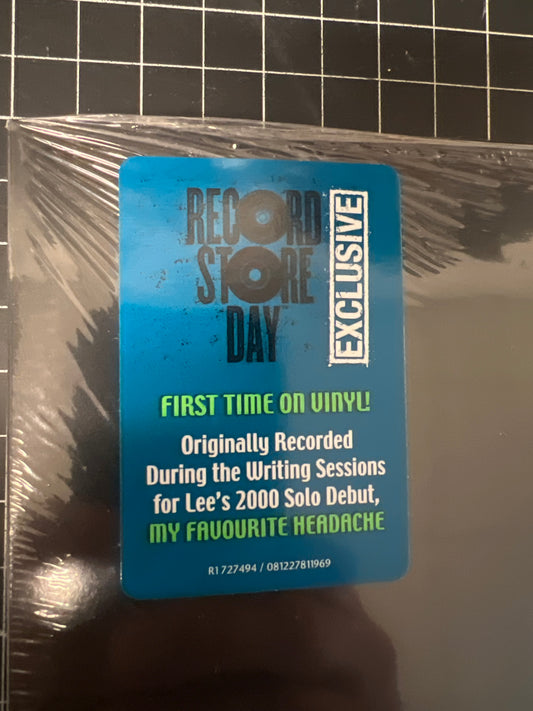 RECORD
STORE
DAY
EXCLUSIVE
FIRST TIME ON VINYL!
Originally Recorded
During the Writing Sessions
for Lee's 2000 Solo Debut,
MY FAVOURITE HEADACHE
R1 727494 / 081227811969